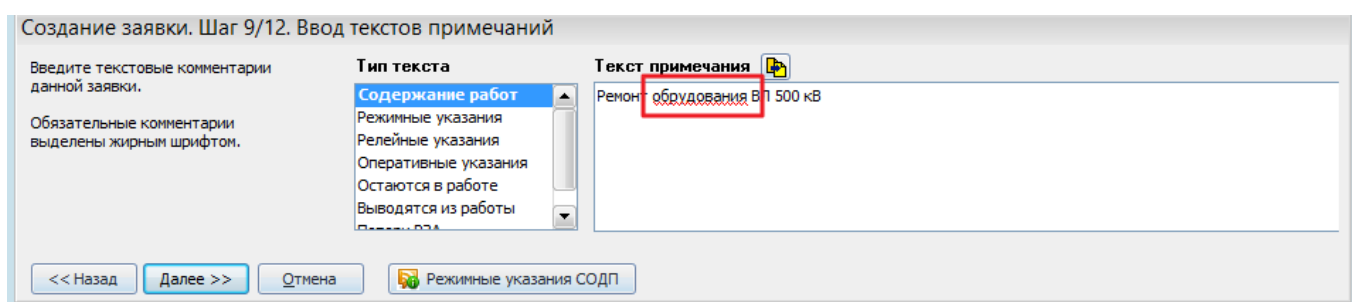 Создание заявки. Шаг 9/12. Ввод текстов примечаний
Введите текстовые комментарии
данной заявки.
Обязательные комментарии
выделены жирным шрифтом.
Тип текста
Содержание работ
Режимные указания
Релейные указания
Оперативные указания
Остаются в работе
Выводятся из работы
Текст примечания
Ремонт обрудования ВЛ 500 кВ
<< Назад
Далее >>
Отмена
Режимные указания СОДП